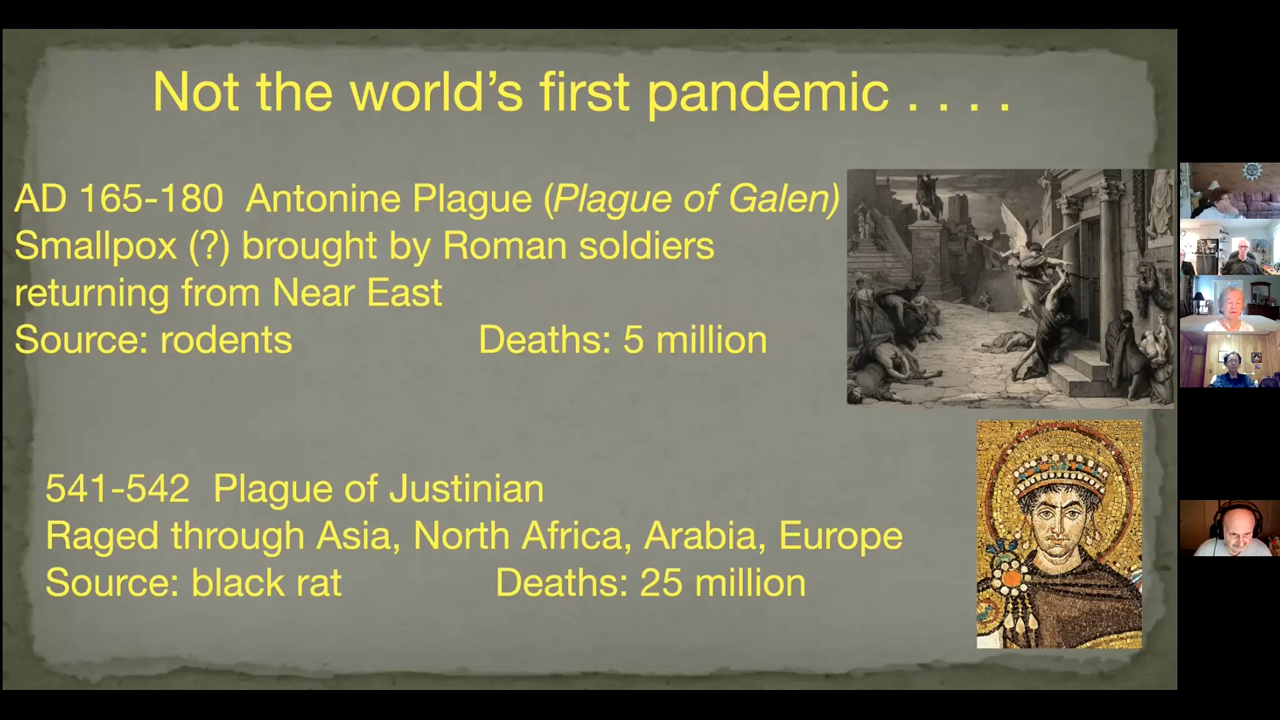 Not the world's first pandemic . . . .
AD 165-180 Antonine Plague (Plague of Galen)
Smallpox (?) brought by Roman soldiers
returning from Near East
Source: rodents Deaths: 5 million
541-542 Plague of Justinian
Raged through Asia, North Africa, Arabia, Europe
Source: black rat Deaths: 25 million